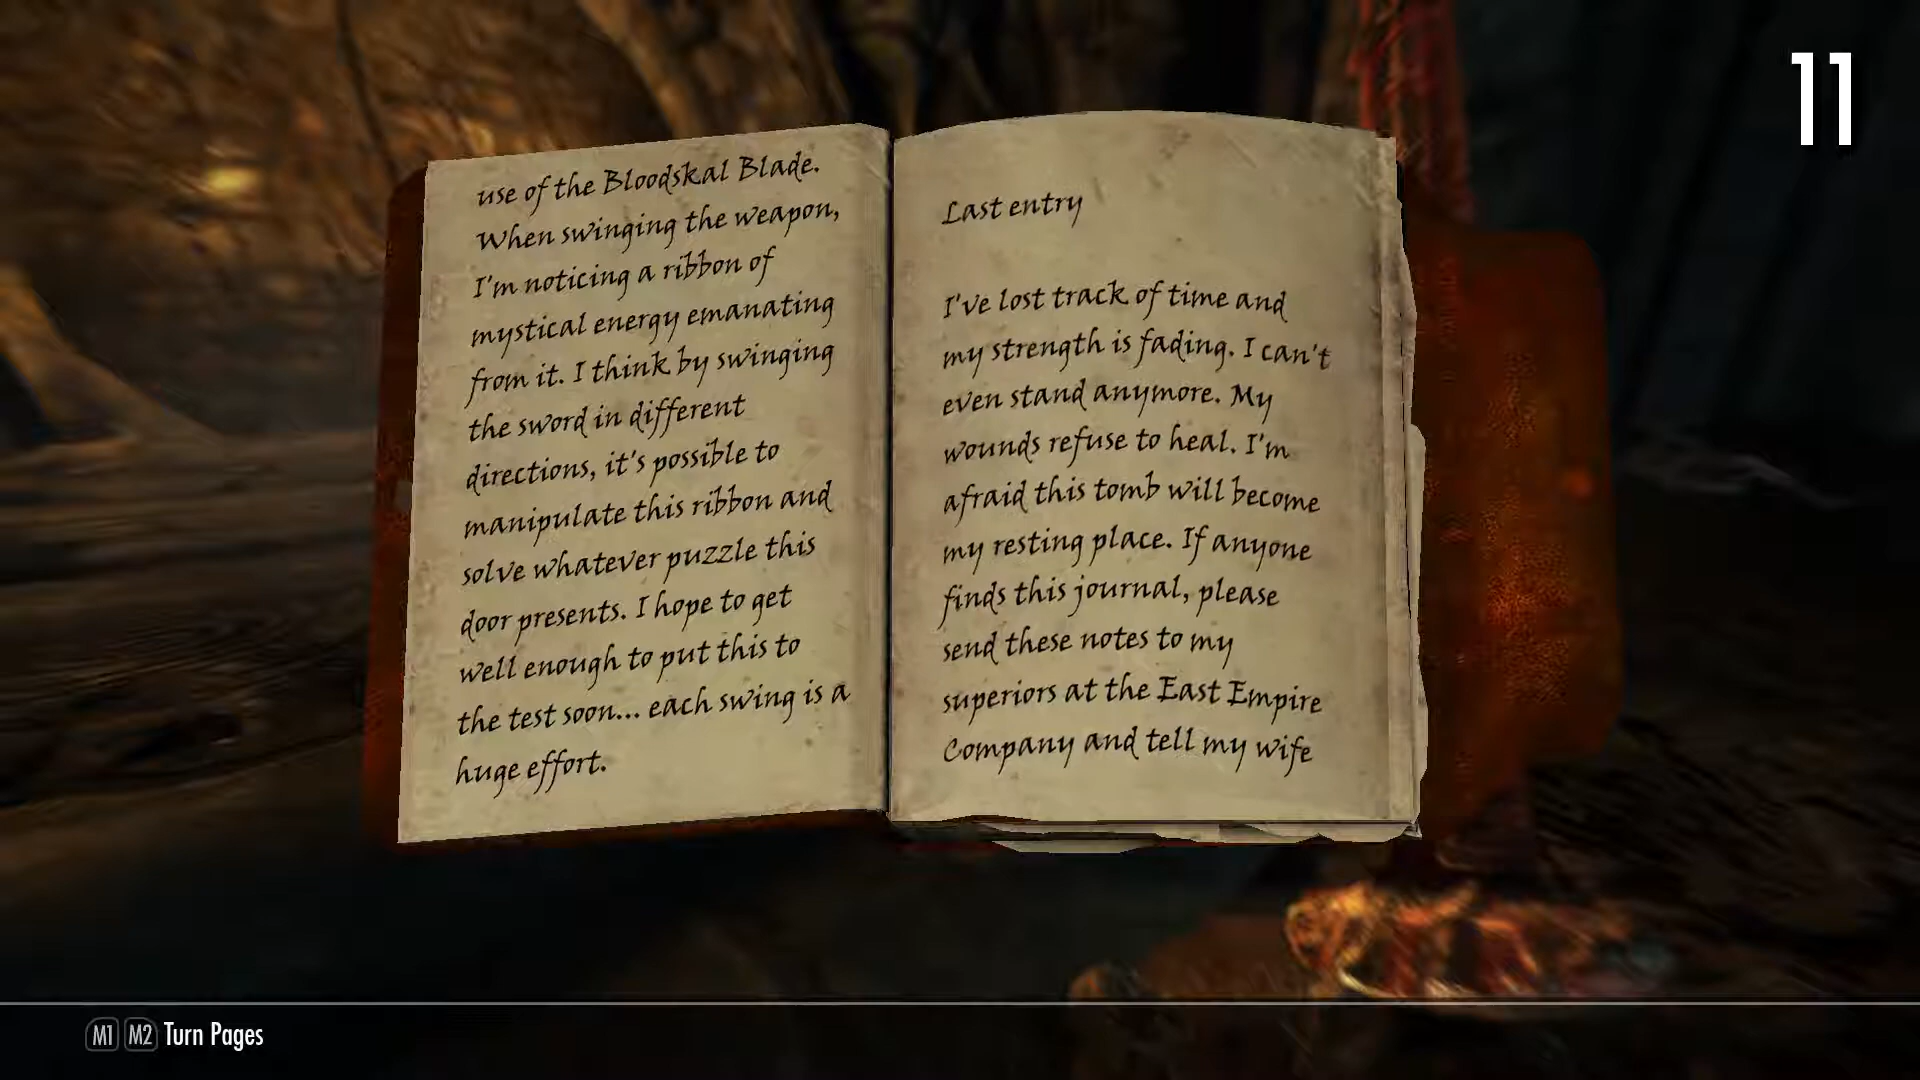 11
use of the Bloodskal Blade.
When swinging the weapon,
I'm noticing a ribbon of
mystical energy emanating
from it. I think by swinging
the sword in different
directions, it's possible to
manipulate this ribbon and
solve whatever puzzle this
door presents. I hope to get
well enough to put this to
the test soon... each swing is a
huge effort.
Last entry
I've lost track of time and
my strength is fading. I can't
even stand anymore. My
wounds refuse to heal. I'm
afraid this tomb will become
my resting place. If anyone
finds this journal, please
send these notes to my
superiors at the East Empire
Company and tell my wife
M1 M2 Turn Pages